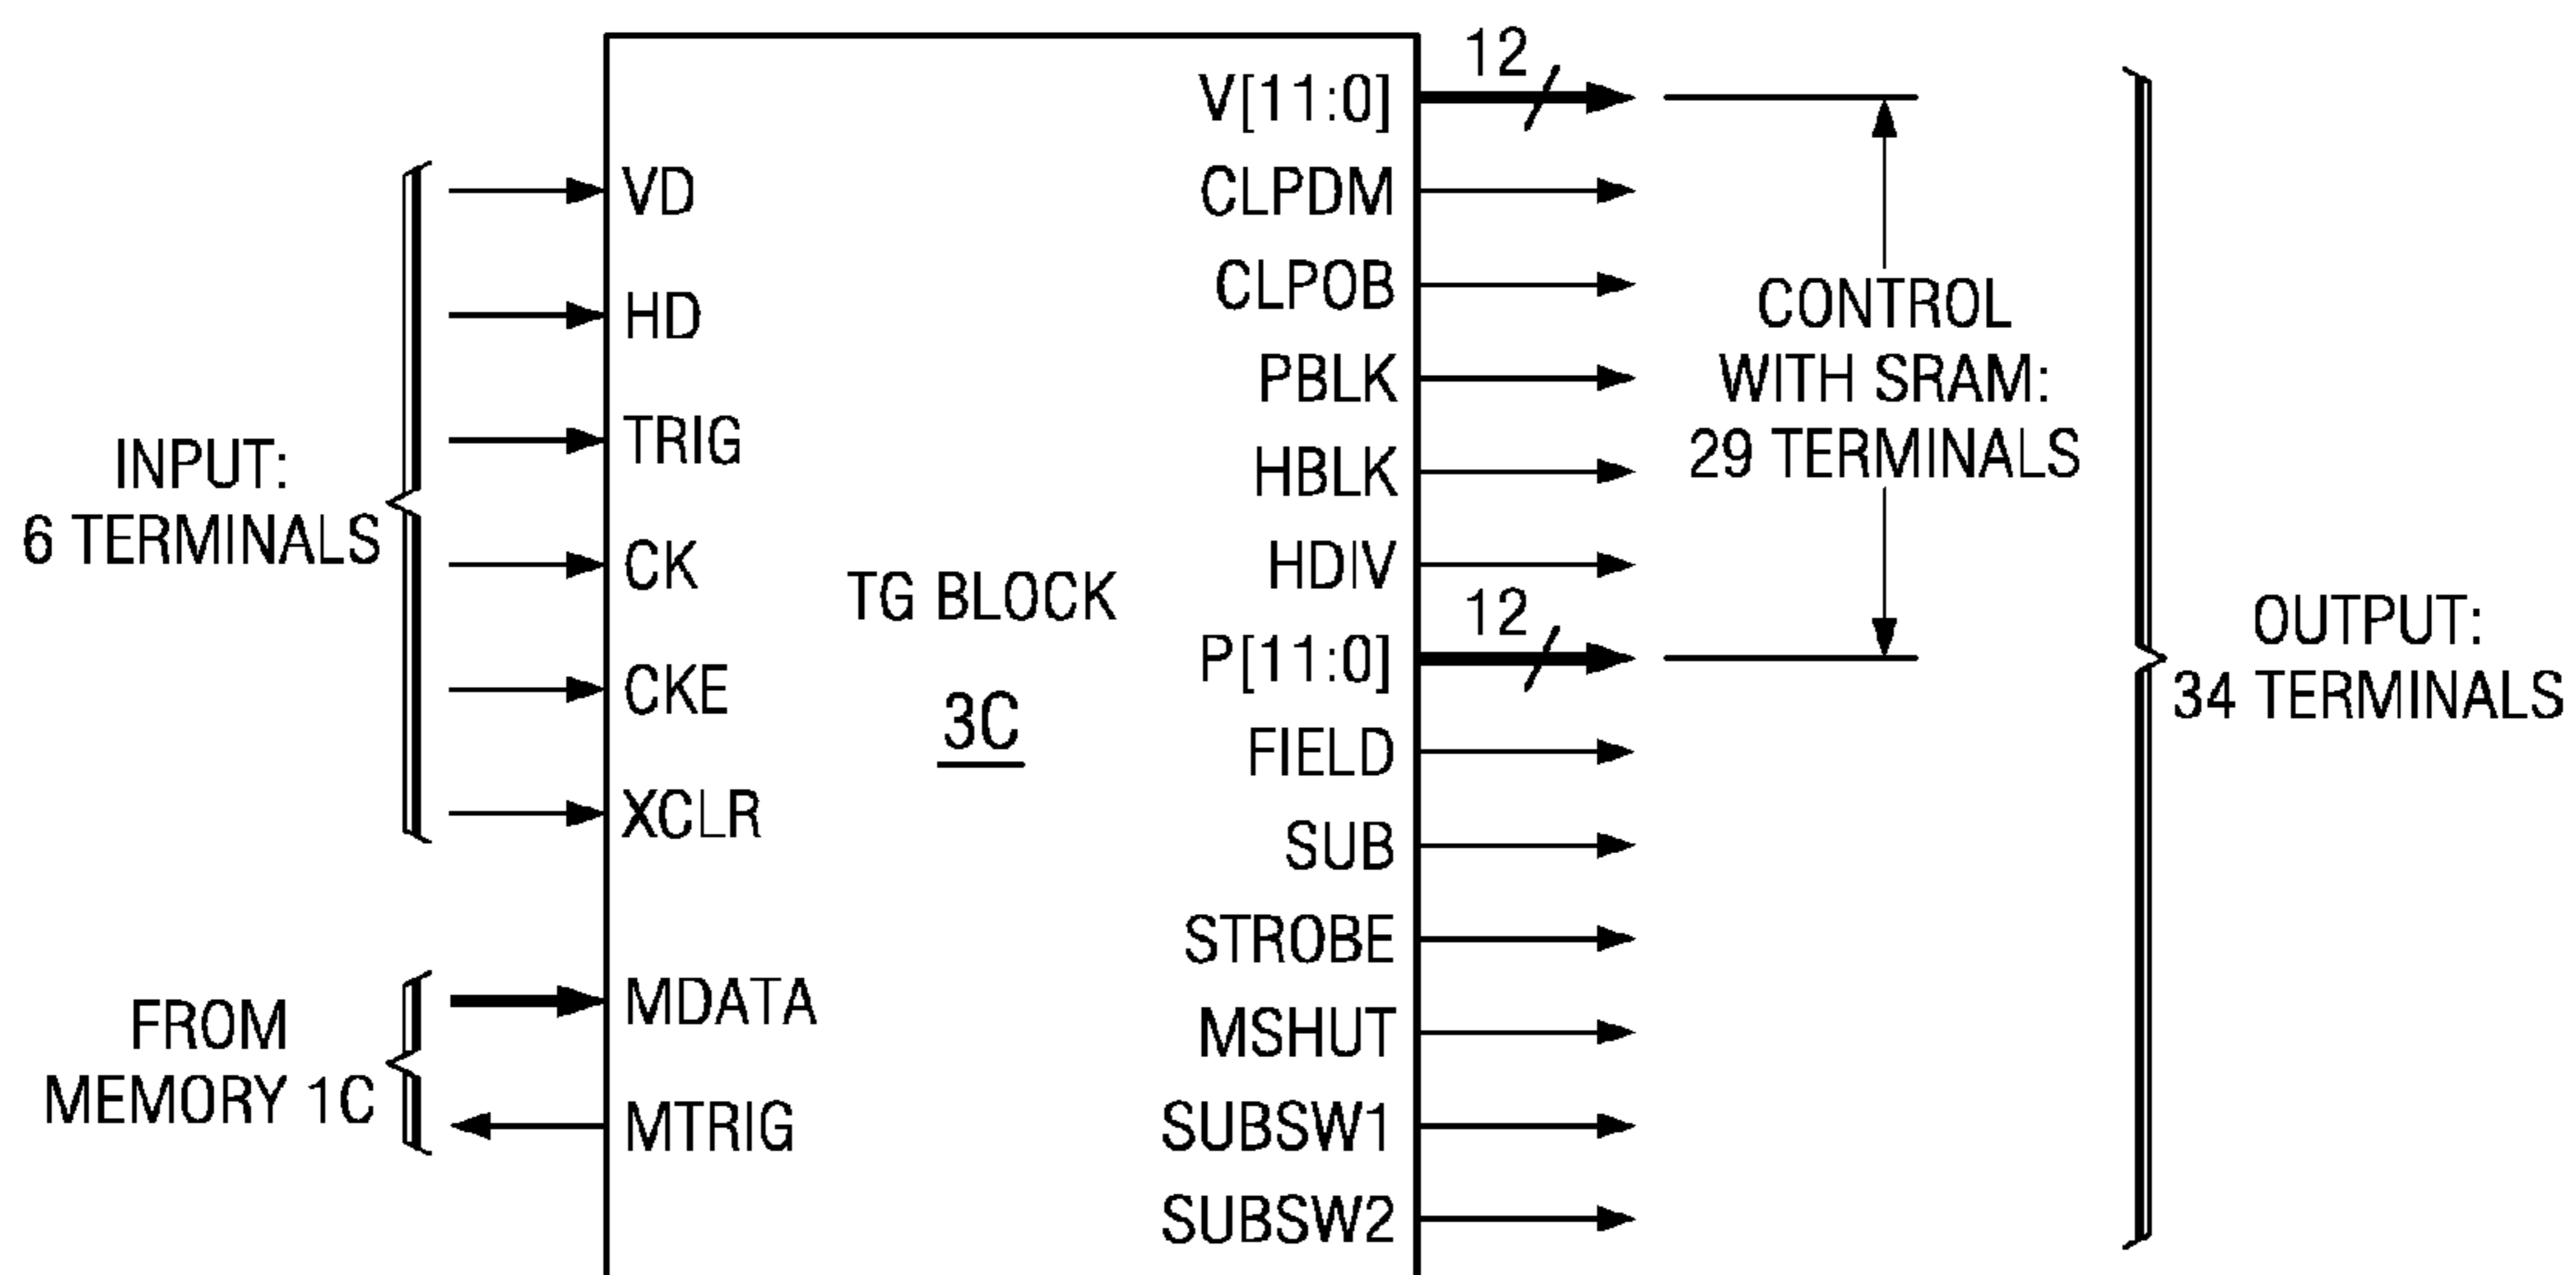 INPUT:
6 TERMINALS
FROM
MEMORY 1C
VD
HD
TRIG
CK
CKE
XCLR
MDATA
MTRIG
TG BLOCK
3C
V[11:0]
12
CLPDM
CLPOB
PBLK
HBLK
HDIV
P[11:0]
12
FIELD
SUB
STROBE
MSHUT
SUBSW1
SUBSW2
CONTROL
WITH SRAM:
29 TERMINALS
OUTPUT:
34 TERMINALS